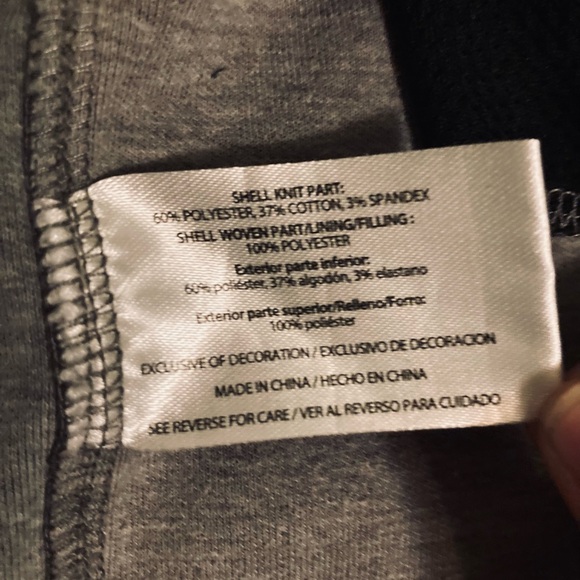 SHELL KNIT PART:
60% POLYESTER, 37% COTTON, 3% SPANDEX
SHELL WOVEN PART/LINING/FILLING :
100% POLYESTER
Exterior parte inferior:
60% poliéster, 37% algodón, 3% elastano
Exterior parte superior/Relleno/Forro:
100% poliéster
EXCLUSIVE OF DECORATION / EXCLUSIVO DE DECORACION
MADE IN CHINA / HECHO EN CHINA
SEE REVERSE FOR CARE / VER AL REVERSO PARA CUIDADO